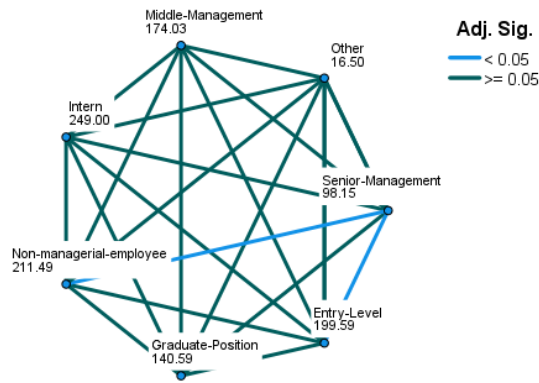 Middle-Management
174.03
Other
16.50
Adj. Sig.
< 0.05
>= 0.05
Intern
249.00
Senior-Management
98.15
Non-managerial-employee
211.49
Entry-Level
199.59
Graduate-Position
140.59